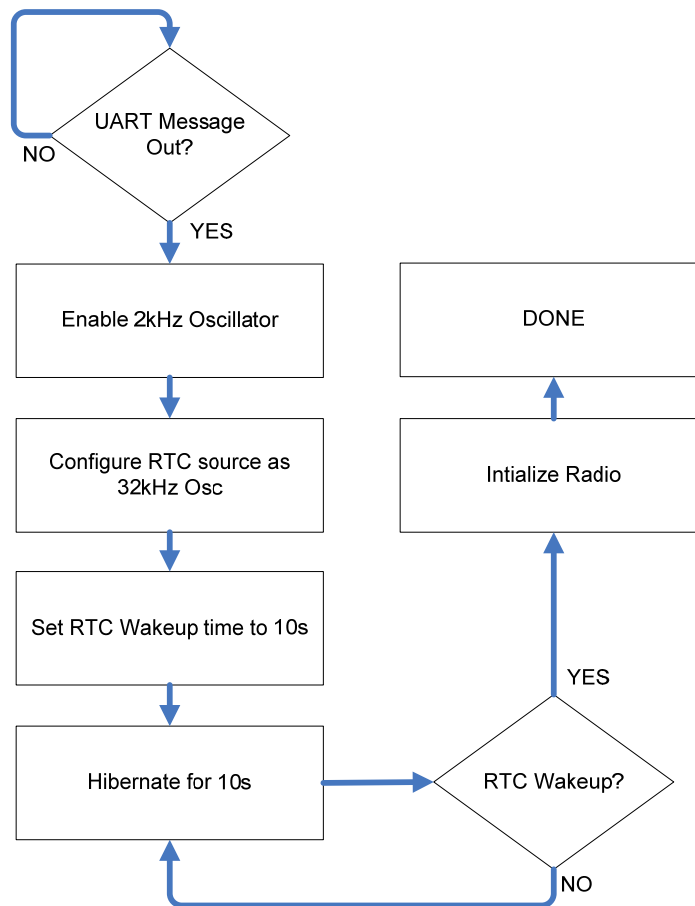 UART Message
Out?
NO
YES
Enable 2kHz Oscillator
Configure RTC source as
32kHz Osc
Set RTC Wakeup time to 10s
Hibernate for 10s
RTC Wakeup?
NO
YES
Intialize Radio
DONE